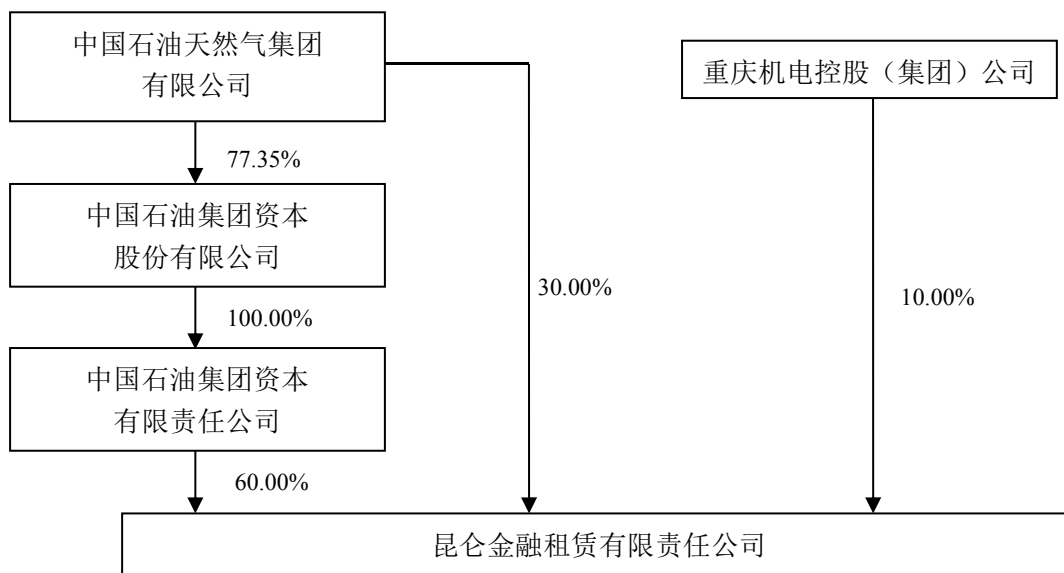 中国石油天然气集团
有限公司
重庆机电控股（集团）公司
77.35%
中国石油集团资本
股份有限公司
30.00%
10.00%
100.00%
中国石油集团资本
有限责任公司
60.00%
昆仑金融租赁有限责任公司